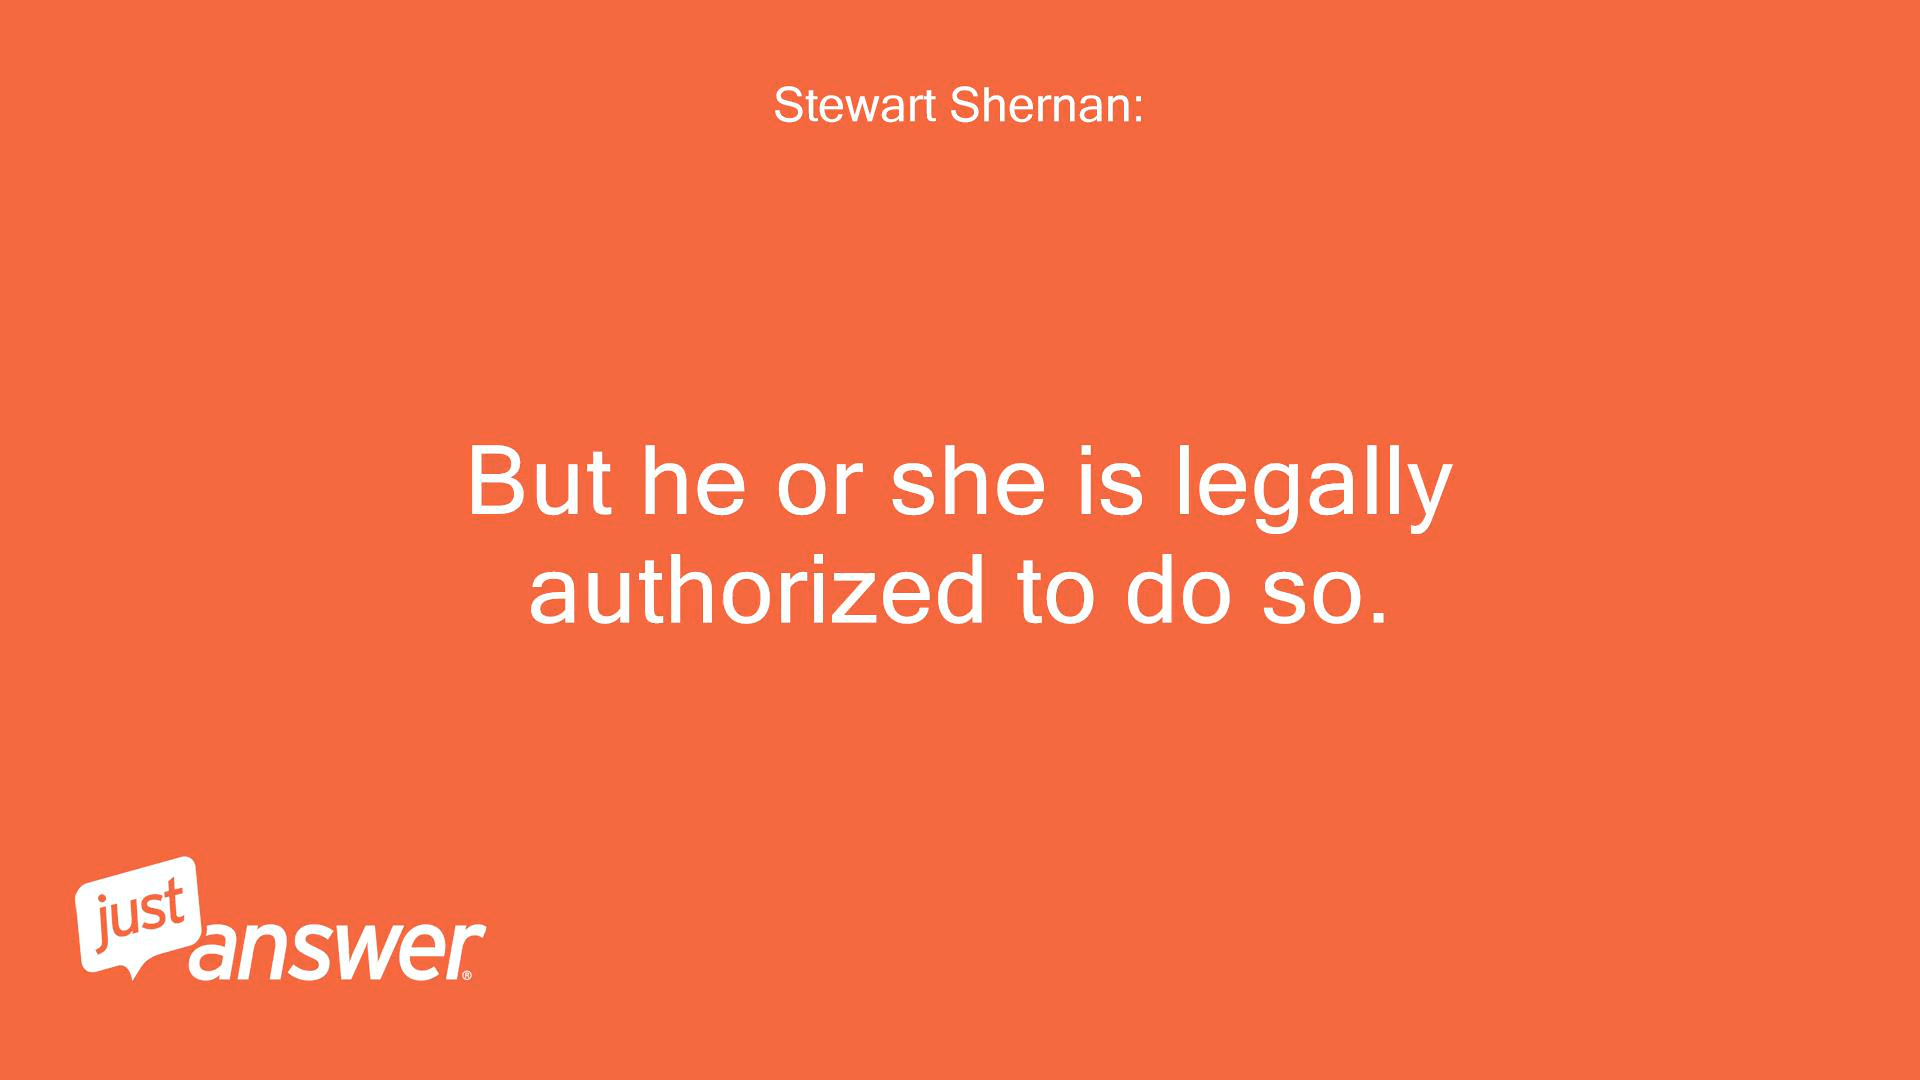 Stewart Shernan:
But he or she is legally
authorized to do so.
just
answer®